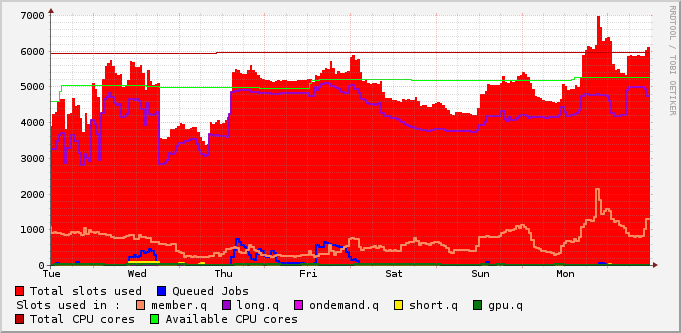 7000
6000
5000
4000
3000
2000
1000
0
Tue Wed Thu Fri Sat Sun Mon
RRDTOOL / TOBI OETIKER
Total slots used Queued Jobs
Slots used in : member.q long.q ondemand.q short.q gpu.q
Total CPU cores Available CPU cores